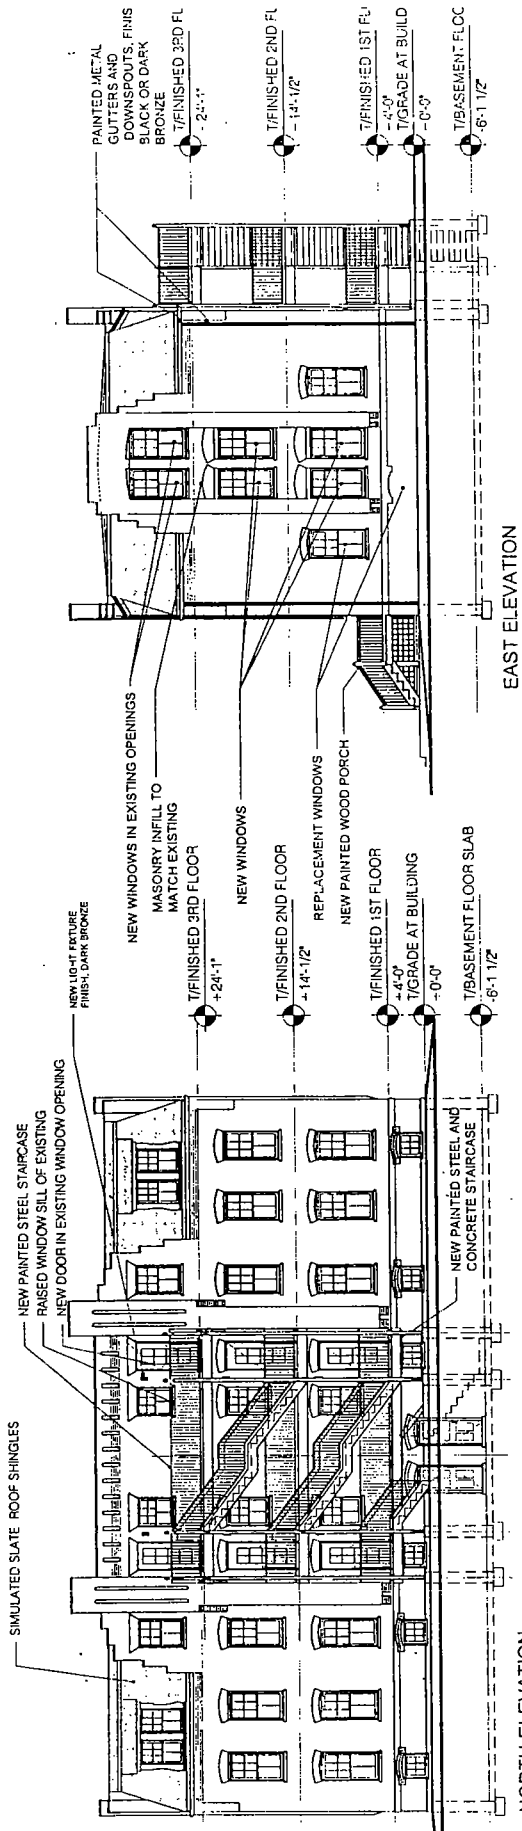 SIMULATED SLATE ROOF SHINGLES
NEW PAINTED STEEL STAIRCASE
RAISED WINDOW SILL OF EXISTING
NEW DOOR IN EXISTING WINDOW OPENING
NEW LIGHT FIXTURE
FINISH, DARK BRONZE
T/FINISHED 3RD FLOOR
+24'-1"
T/FINISHED 2ND FLOOR
+14'-1/2"
T/FINISHED 1ST FLOOR
+4'-0"
T/GRADE AT BUILDING
-0'-0"
T/BASEMENT FLOOR SLAB
-6'-1 1/2"
NEW PAINTED STEEL AND
CONCRETE STAIRCASE
NORTH ELEVATION
NEW WINDOWS IN EXISTING OPENINGS
MASONRY INFILL TO
MATCH EXISTING
NEW WINDOWS
REPLACEMENT WINDOWS
NEW PAINTED WOOD PORCH
PAINTED METAL
GUTTERS AND
DOWNSPOUTS, FINIS
BLACK OR DARK
BRONZE
T/FINISHED 3RD FL
- 24'-1"
T/FINISHED 2ND FL
- 14'-1/2"
T/FINISHED 1ST FL
- 4'-0"
T/GRADE AT BUILD
- 0'-0"
T/BASEMENT FLOC
-6'-1 1/2"
EAST ELEVATION